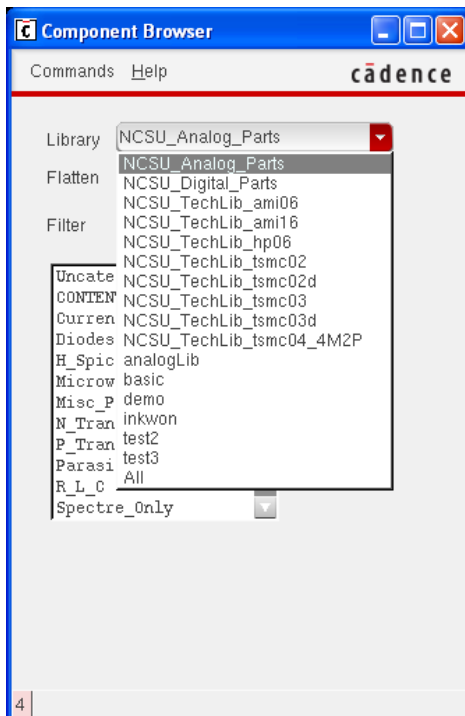 Component Browser
Commands Help cādence
Library NCSU_Analog_Parts
NCSU_Analog_Parts
Flatten NCSU_Digital_Parts
NCSU_TechLib_ami06
Filter NCSU_TechLib_ami16
NCSU_TechLib_hp06
NCSU_TechLib_tsmc02
Uncate NCSU_TechLib_tsmc02d
CONTEN NCSU_TechLib_tsmc03
Curren NCSU_TechLib_tsmc03d
Diodes NCSU_TechLib_tsmc04_4M2P
H_Spic analogLib
Microw basic
Misc_P demo
N_Tran inkwon
P_Tran test2
Parasi test3
R_L_C All
Spectre_Only
4